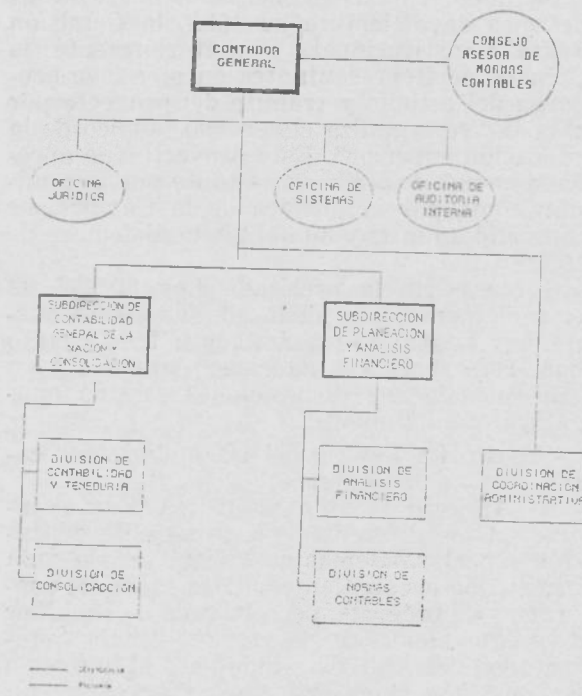 CONTADOR
GENERAL
CONSEJO
ASESOR DE
NORMAS
CONTABLES
OFICINA
JURIDICA
OFICINA DE
SISTEMAS
OFICINA DE
AUDITORIA
INTERNA
SUBDIRECCION DE
CONTABILIDAD
GENERAL DE LA
NACION Y
CONSOLIDACION
SUBDIRECCION
DE PLANEACION
Y ANALISIS
FINANCIERO
DIVISION DE
CONTABILIDAD
Y TENEDURIA
DIVISION DE
ANALISIS
FINANCIERO
DIVISION DE
COORDINACION
ADMINISTRATIVA
DIVISION DE
CONSOLIDACCION
DIVISION DE
NORMAS
CONTABLES